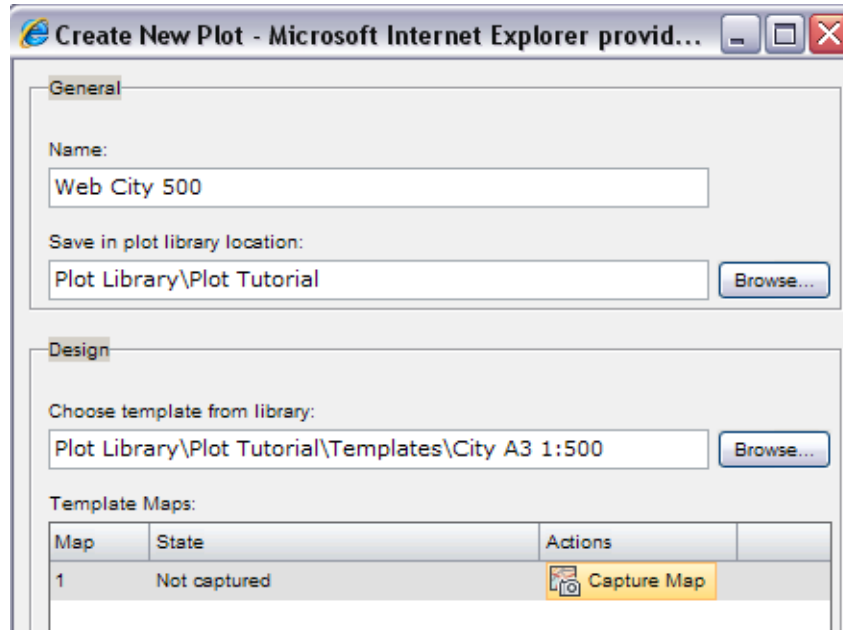 Create New Plot - Microsoft Internet Explorer provid...
General
Name:
Web City 500
Save in plot library location:
Plot Library\Plot Tutorial
Browse...
Design
Choose template from library:
Plot Library\Plot Tutorial\Templates\City A3 1:500
Browse...
Template Maps:
Map State Actions
1 Not captured Capture Map